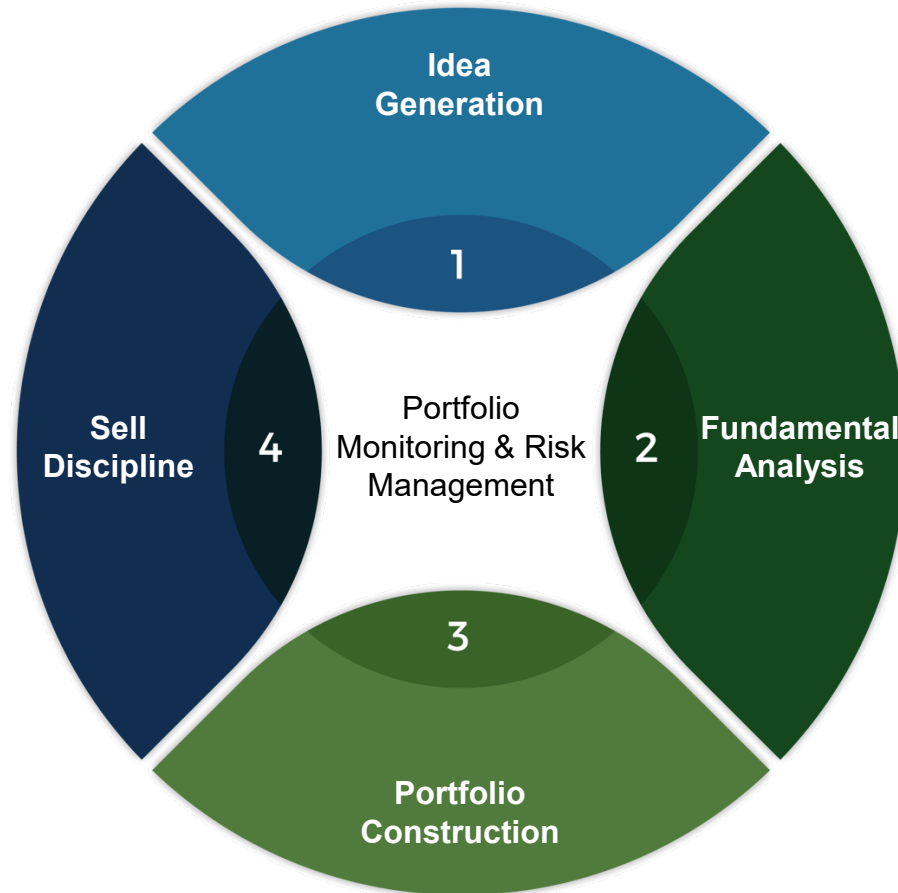 Idea
Generation
1
Sell
Discipline
4
Portfolio
Monitoring & Risk
Management
2
Fundamental
Analysis
3
Portfolio
Construction